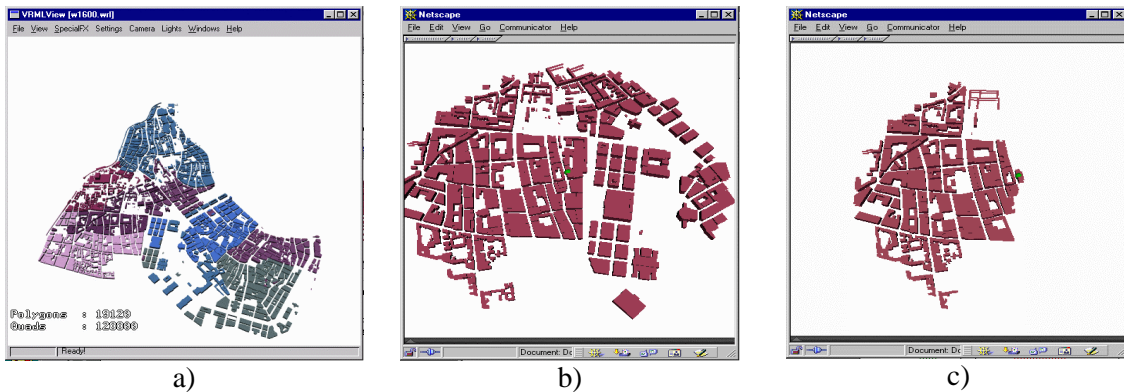 VRMLView [w1600.wrl]
File View SpecialFX Settings Camera Lights Windows Help
Polygons : 19129
Quads : 120000
Ready!
a)
Netscape
File Edit View Go Communicator Help
Document: Dc
b)
Netscape
File Edit View Go Communicator Help
Document: Dc
c)